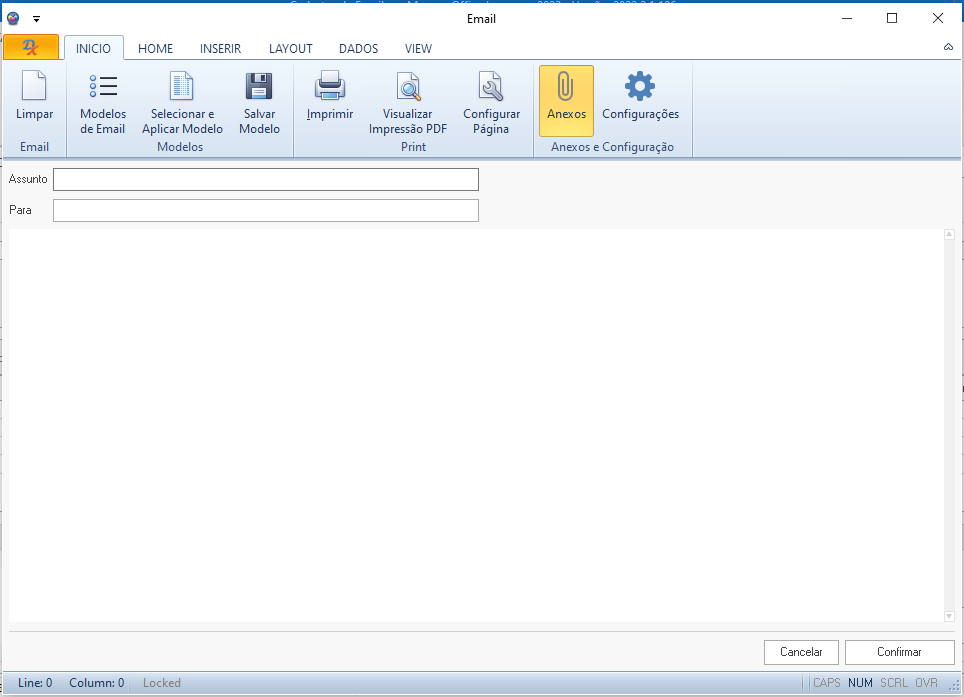 Email
INICIO HOME INSERIR LAYOUT DADOS VIEW
Limpar
Modelos
de Email
Selecionar e
Aplicar Modelo
Salvar
Modelo
Imprimir
Visualizar
Impressão PDF
Configurar
Página
Anexos
Configurações
Email
Modelos
Print
Anexos e Configuração
Assunto
Para
Cancelar
Confirmar
Line: 0 Column: 0 Locked
CAPS NUM SCRL OVR